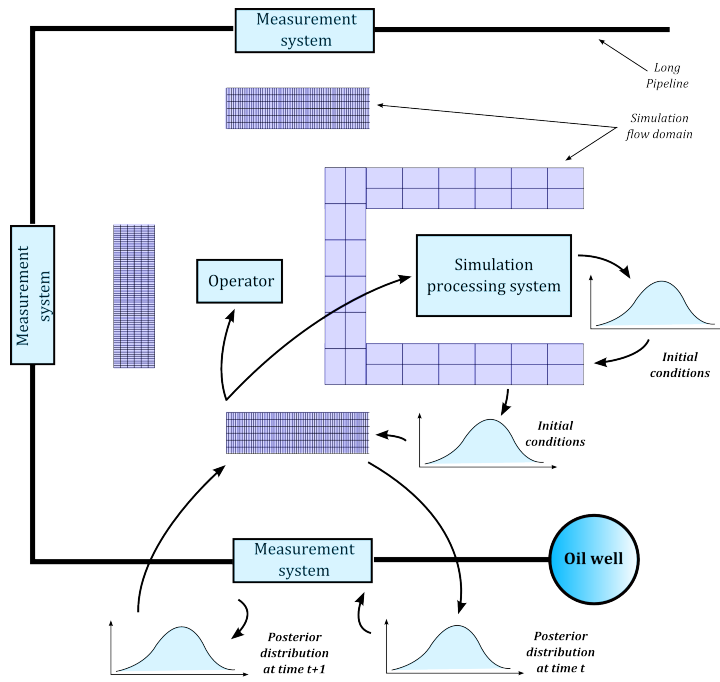 Measurement
system
Long
Pipeline
Simulation
flow domain
Measurement
system
Operator
Simulation
processing system
Initial
conditions
Initial
conditions
Measurement
system
Oil well
Posterior
distribution
at time t+1
Posterior
distribution
at time t